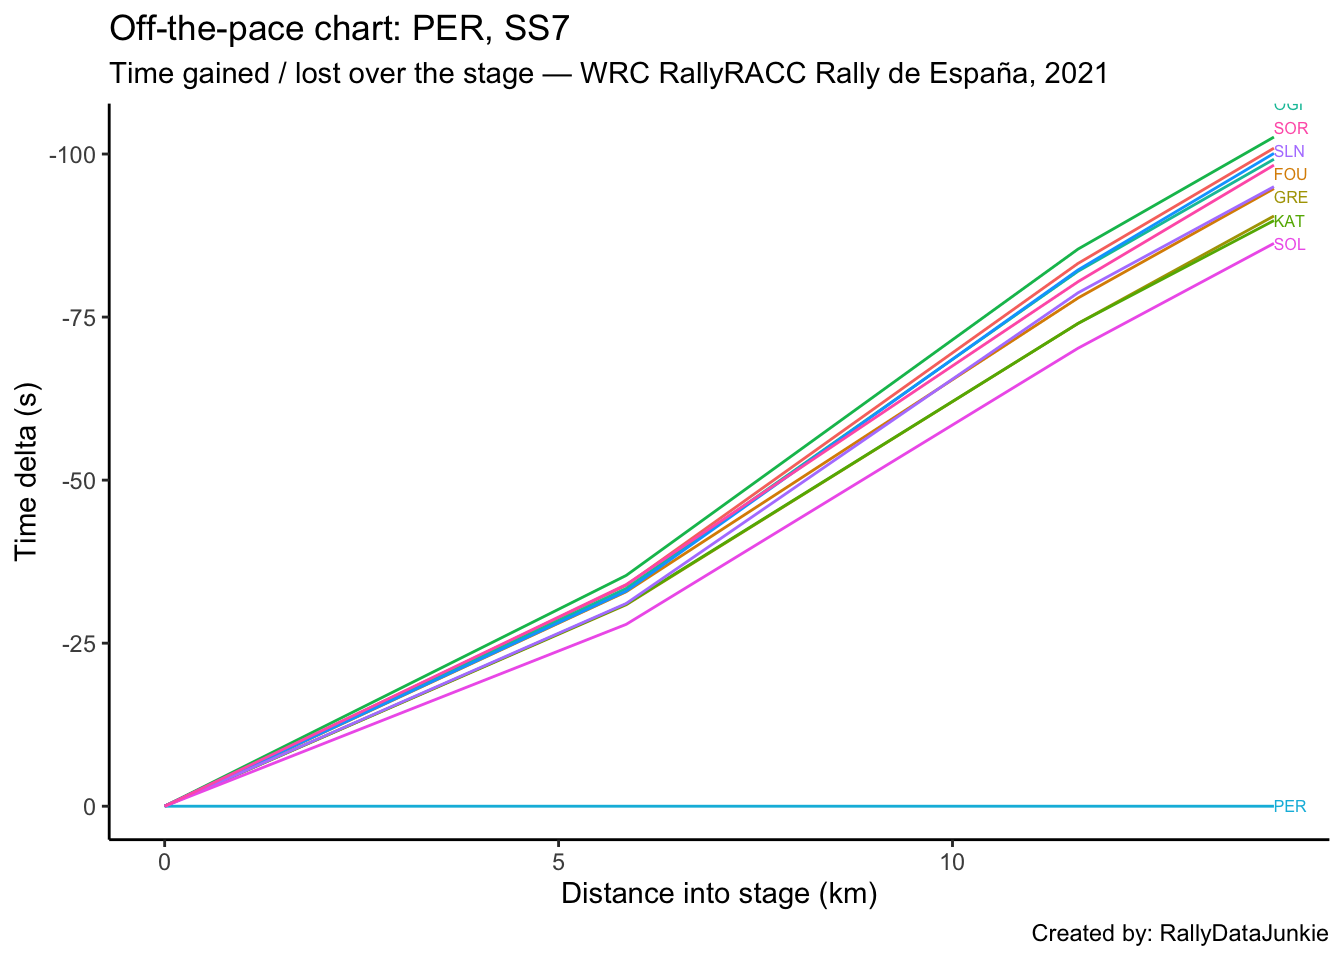 Off-the-pace chart: PER, SS7
Time gained / lost over the stage — WRC RallyRACC Rally de España, 2021
Time delta (s)
-100
-75
-50
-25
0
SOR
SLN
FOU
GRE
KAT
SOL
PER
0
5
10
Distance into stage (km)
Created by: RallyDataJunkie